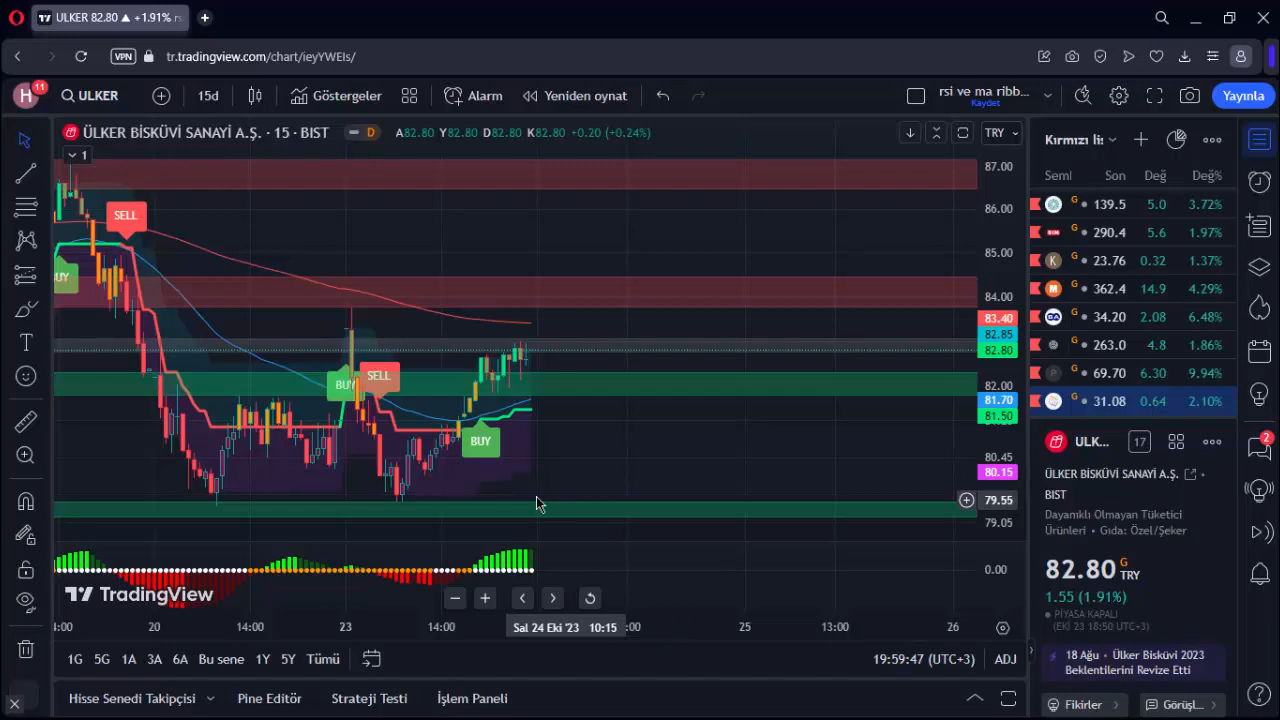 ULKER 82.80 ▲ +1.91%
VPN tr.tradingview.com/chart/ieyYWEIs/
H 11 ULKER 15d Göstergeler Alarm Yeniden oynat rsi ve ma ribb... Kaydet Yayınla
ÜLKER BİSKÜVİ SANAYİ A.Ş. · 15 · BIST D A82.80 Y82.80 D82.80 K82.80 +0.20 (+0.24%) TRY
1
Kırmızı lis
Seml Son Değ Değ%
G 139.5 5.0 3.72%
G 290.4 5.6 1.97%
K G 23.76 0.32 1.37%
G 362.4 14.9 4.29%
G 34.20 2.08 6.48%
G 263.0 4.8 1.86%
P G 69.70 6.30 9.94%
G 31.08 0.64 2.10%
87.00
86.00
85.00
84.00
83.40
82.85
82.80
82.00
81.70
81.50
80.45
80.15
79.55
79.05
0.00
SELL
UY
BUY
SELL
BUY
ULK... 17
ÜLKER BİSKÜVİ SANAYİ A.Ş.
BIST
Dayanıklı Olmayan Tüketici
Ürünleri · Gıda: Özel/Şeker
82.80 G TRY
1.55 (1.91%)
PİYASA KAPALI
(EKİ 23 18:50 UTC+3)
18 Ağu · Ülker Bisküvi 2023
Beklentilerini Revize Etti
Fikirler
Görüşl...
2
TradingView
4:00 20 14:00 23 14:00 Sal 24 Eki '23 10:15 :00 25 13:00 26
1G 5G 1A 3A 6A Bu sene 1Y 5Y Tümü 19:59:47 (UTC+3) ADJ
Hisse Senedi Takipçisi Pine Editör Strateji Testi İşlem Paneli